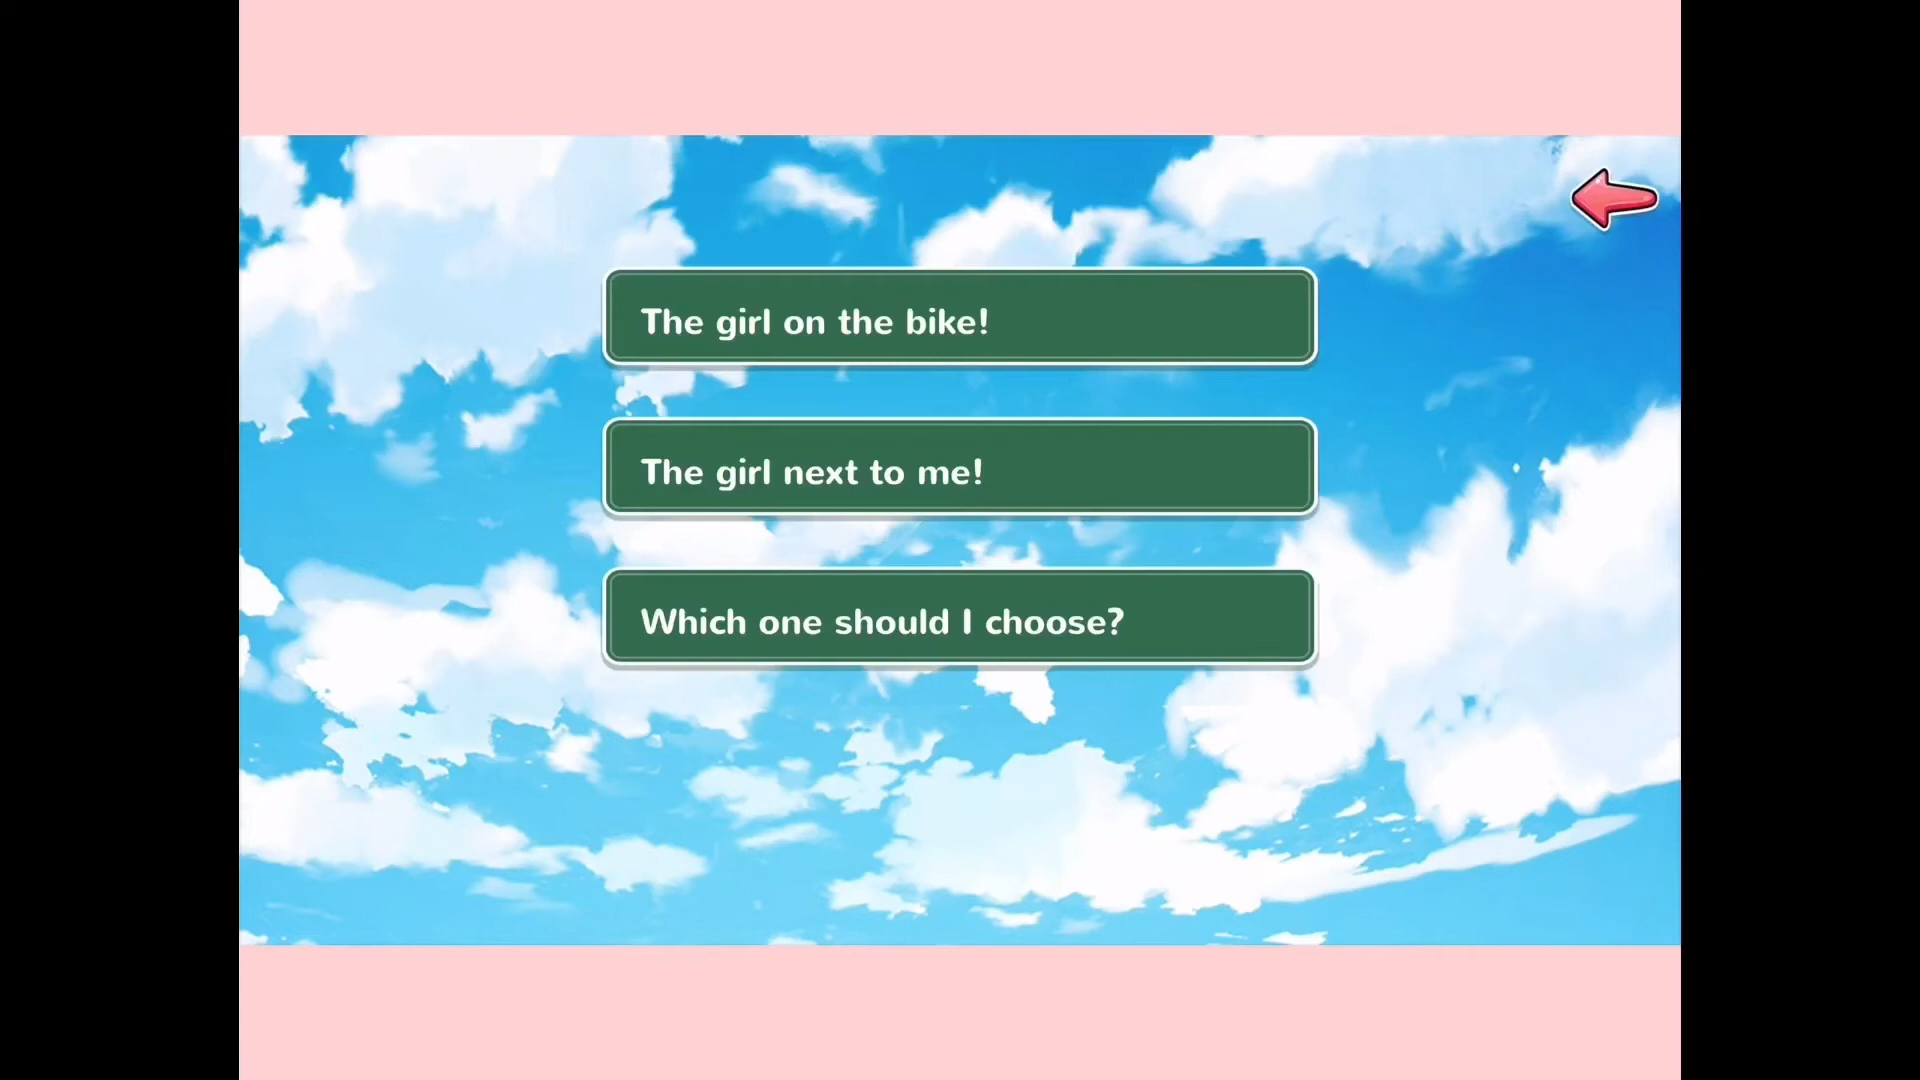 The girl on the bike!
The girl next to me!
Which one should I choose?